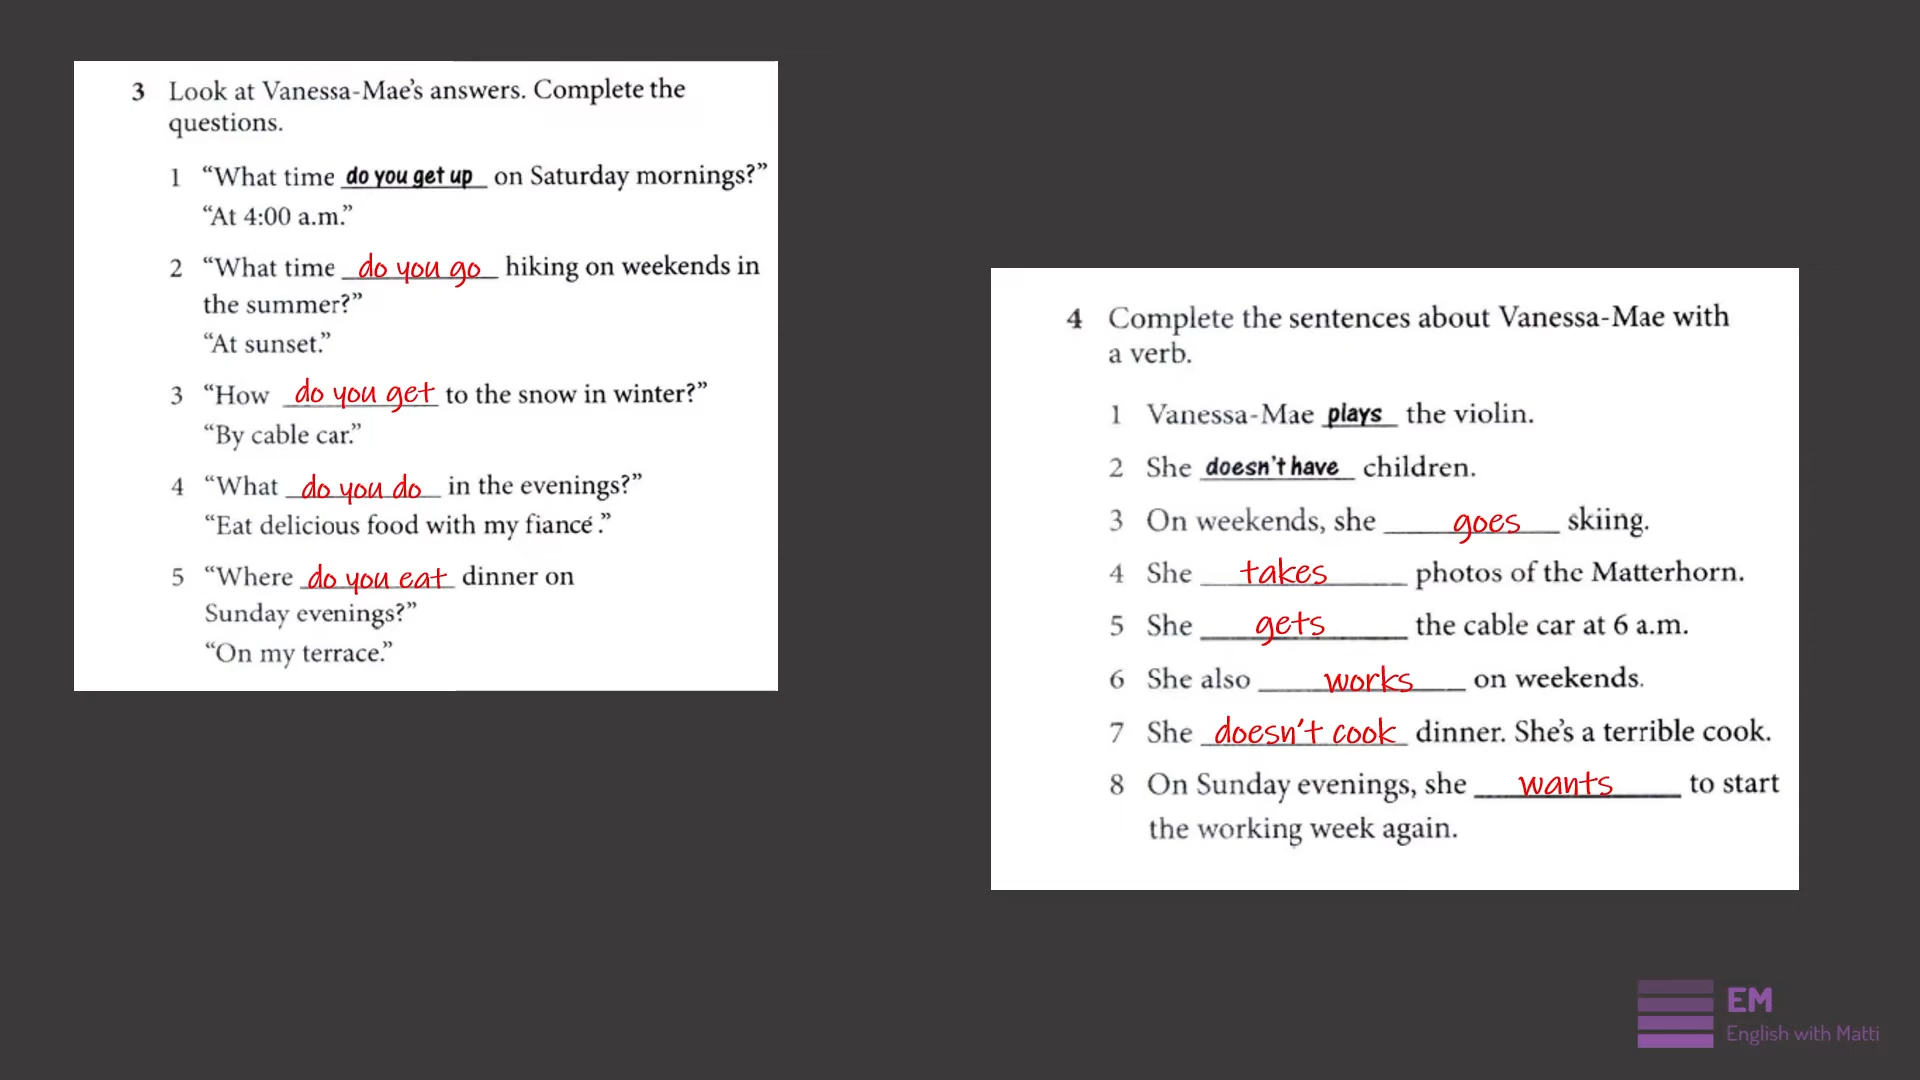 3 Look at Vanessa-Mae's answers. Complete the
questions.
1 “What time do you get up on Saturday mornings?”
“At 4:00 a.m.”
2 “What time do you go hiking on weekends in
the summer?”
“At sunset.”
3 “How do you get to the snow in winter?”
“By cable car.”
4 “What do you do in the evenings?”
“Eat delicious food with my fiancé.”
5 “Where do you eat dinner on
Sunday evenings?”
“On my terrace.”
4 Complete the sentences about Vanessa-Mae with
a verb.
1 Vanessa-Mae plays the violin.
2 She doesn't have children.
3 On weekends, she goes skiing.
4 She takes photos of the Matterhorn.
5 She gets the cable car at 6 a.m.
6 She also works on weekends.
7 She doesn't cook dinner. She's a terrible cook.
8 On Sunday evenings, she wants to start
the working week again.
EM
English with Matti